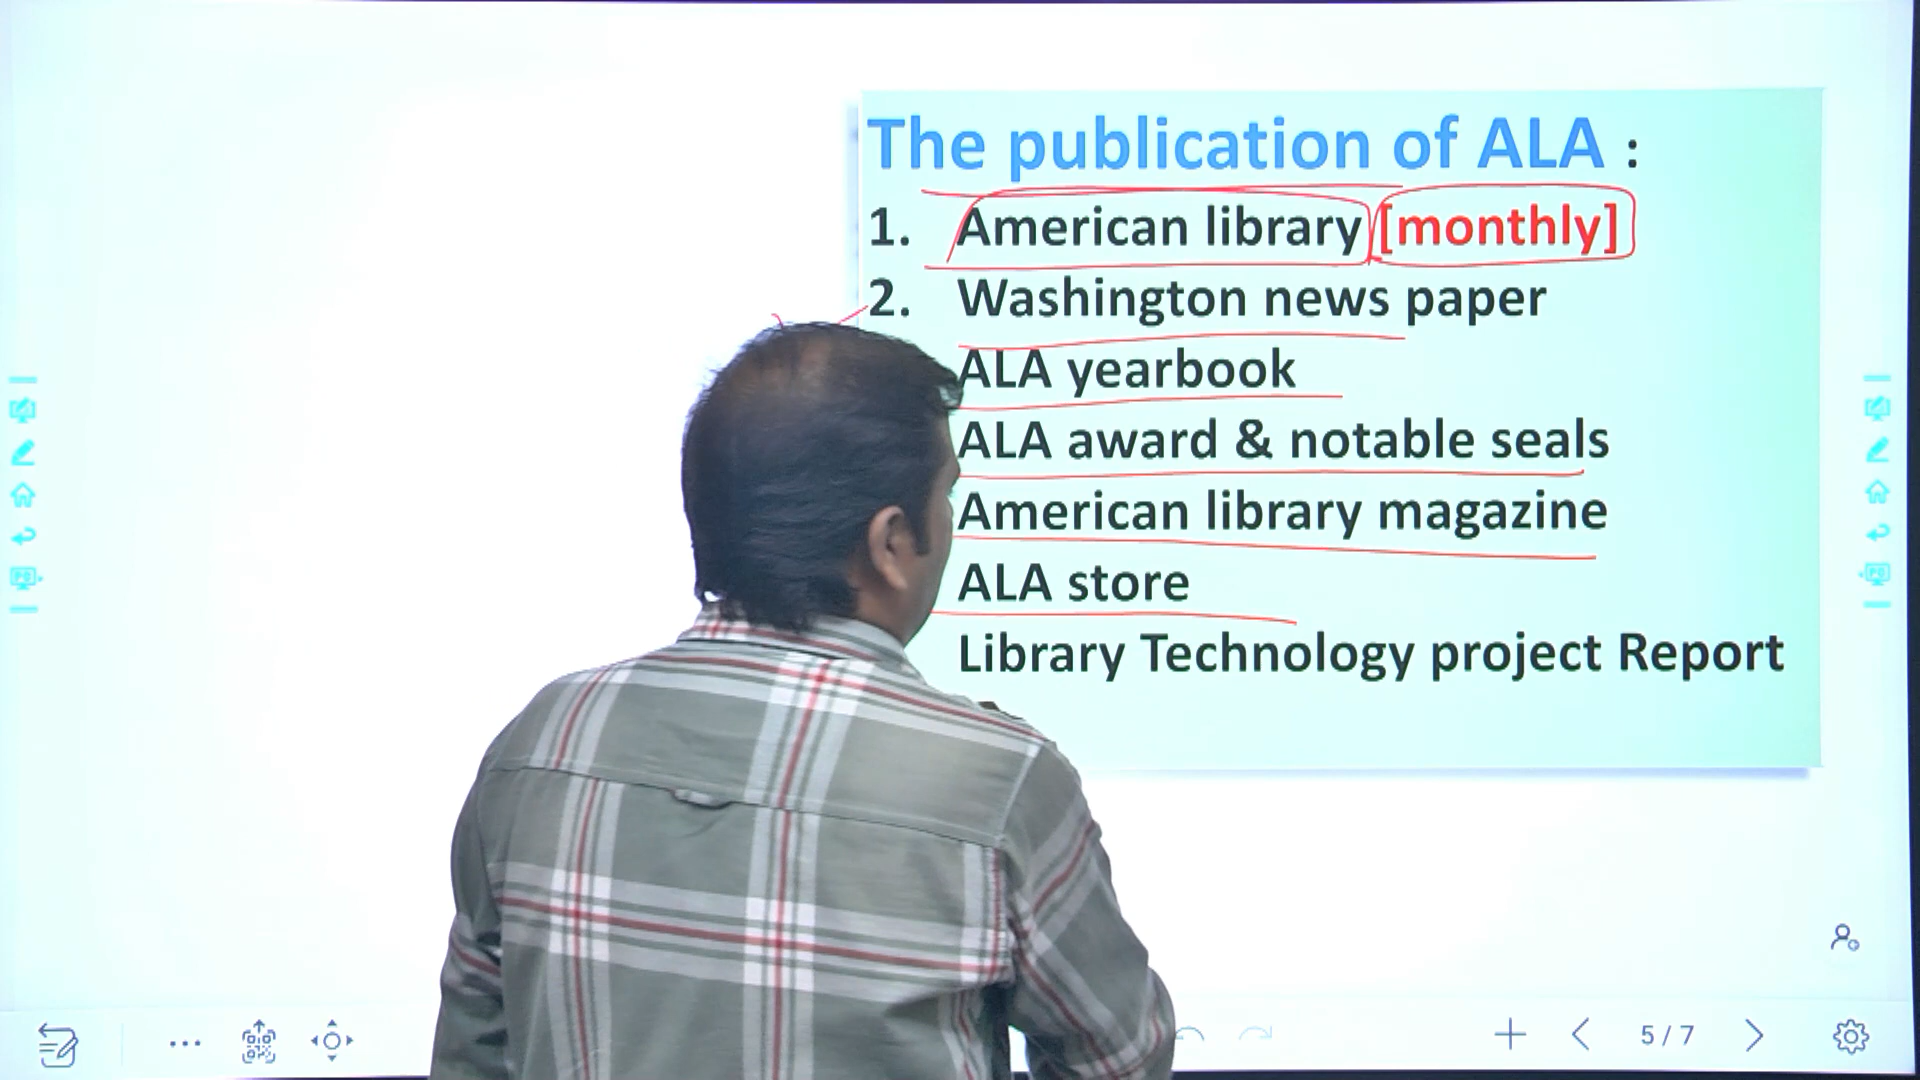 The publication of ALA :
1. American library [monthly]
2. Washington news paper
ALA yearbook
ALA award & notable seals
American library magazine
ALA store
Library Technology project Report
5 / 7